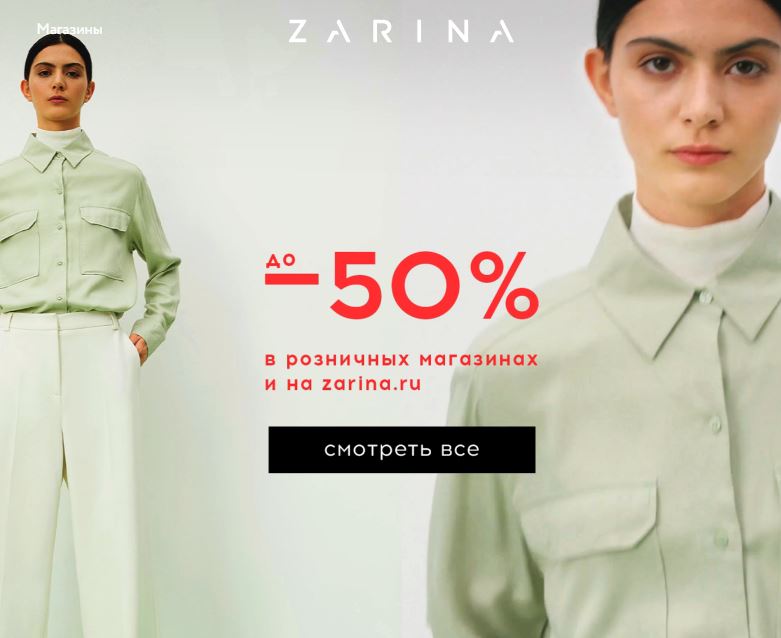 Магазины
ZARINA
до
–50%
в розничных магазинах
и на zarina.ru
смотреть все